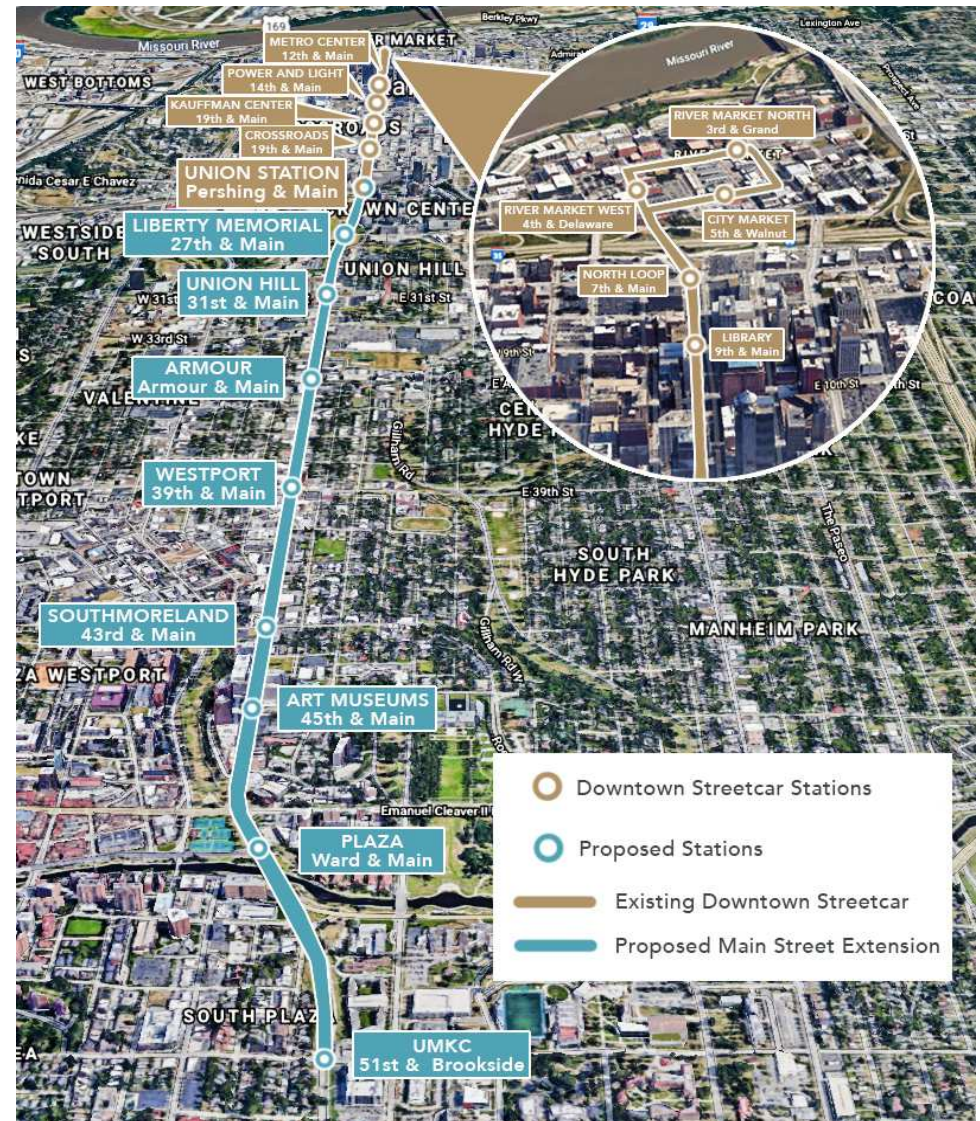 169
29
Berkley Pkwy
Lexington Ave
Missouri River
METRO CENTER
12th & Main
MARKET
WEST BOTTOMS
POWER AND LIGHT
14th & Main
KAUFFMAN CENTER
19th & Main
CROSSROADS
19th & Main
UNION STATION
Pershing & Main
LIBERTY MEMORIAL
27th & Main
WESTSIDE
SOUTH
UNION HILL
UNION HILL
31st & Main
W 31st
E 31st St
W 33rd St
ARMOUR
Armour & Main
Gillham Rd
WESTPORT
39th & Main
E 39th St
The Paseo
SOUTH
HYDE PARK
SOUTHMORELAND
43rd & Main
Gillham Rd W
MANHEIM PARK
WESTPORT
ART MUSEUMS
45th & Main
Emanuel Cleaver II
PLAZA
Ward & Main
SOUTH PLAZ
UMKC
51st & Brookside
Missouri River
RIVER MARKET NORTH
3rd & Grand
RIVER MARKET WEST
4th & Delaware
CITY MARKET
5th & Walnut
NORTH LOOP
7th & Main
LIBRARY
9th & Main
E 10th St
Downtown Streetcar Stations
Proposed Stations
Existing Downtown Streetcar
Proposed Main Street Extension